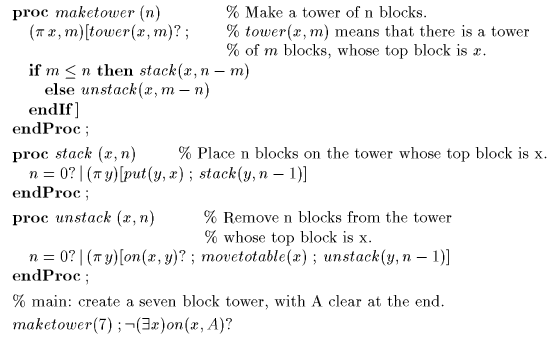 proc maketower (n) % Make a tower of n blocks.
(π x, m)[tower(x, m)? ; % tower(x, m) means that there is a tower
% of m blocks, whose top block is x.
if m ≤ n then stack(x, n − m)
else unstack(x, m − n)
endIf ]
endProc ;
proc stack (x, n) % Place n blocks on the tower whose top block is x.
n = 0? | (π y)[put(y, x) ; stack(y, n − 1)]
endProc ;
proc unstack (x, n) % Remove n blocks from the tower
% whose top block is x.
n = 0? | (π y)[on(x, y)? ; movetotable(x) ; unstack(y, n − 1)]
endProc ;
% main: create a seven block tower, with A clear at the end.
maketower(7) ; ¬(∃x)on(x, A)?